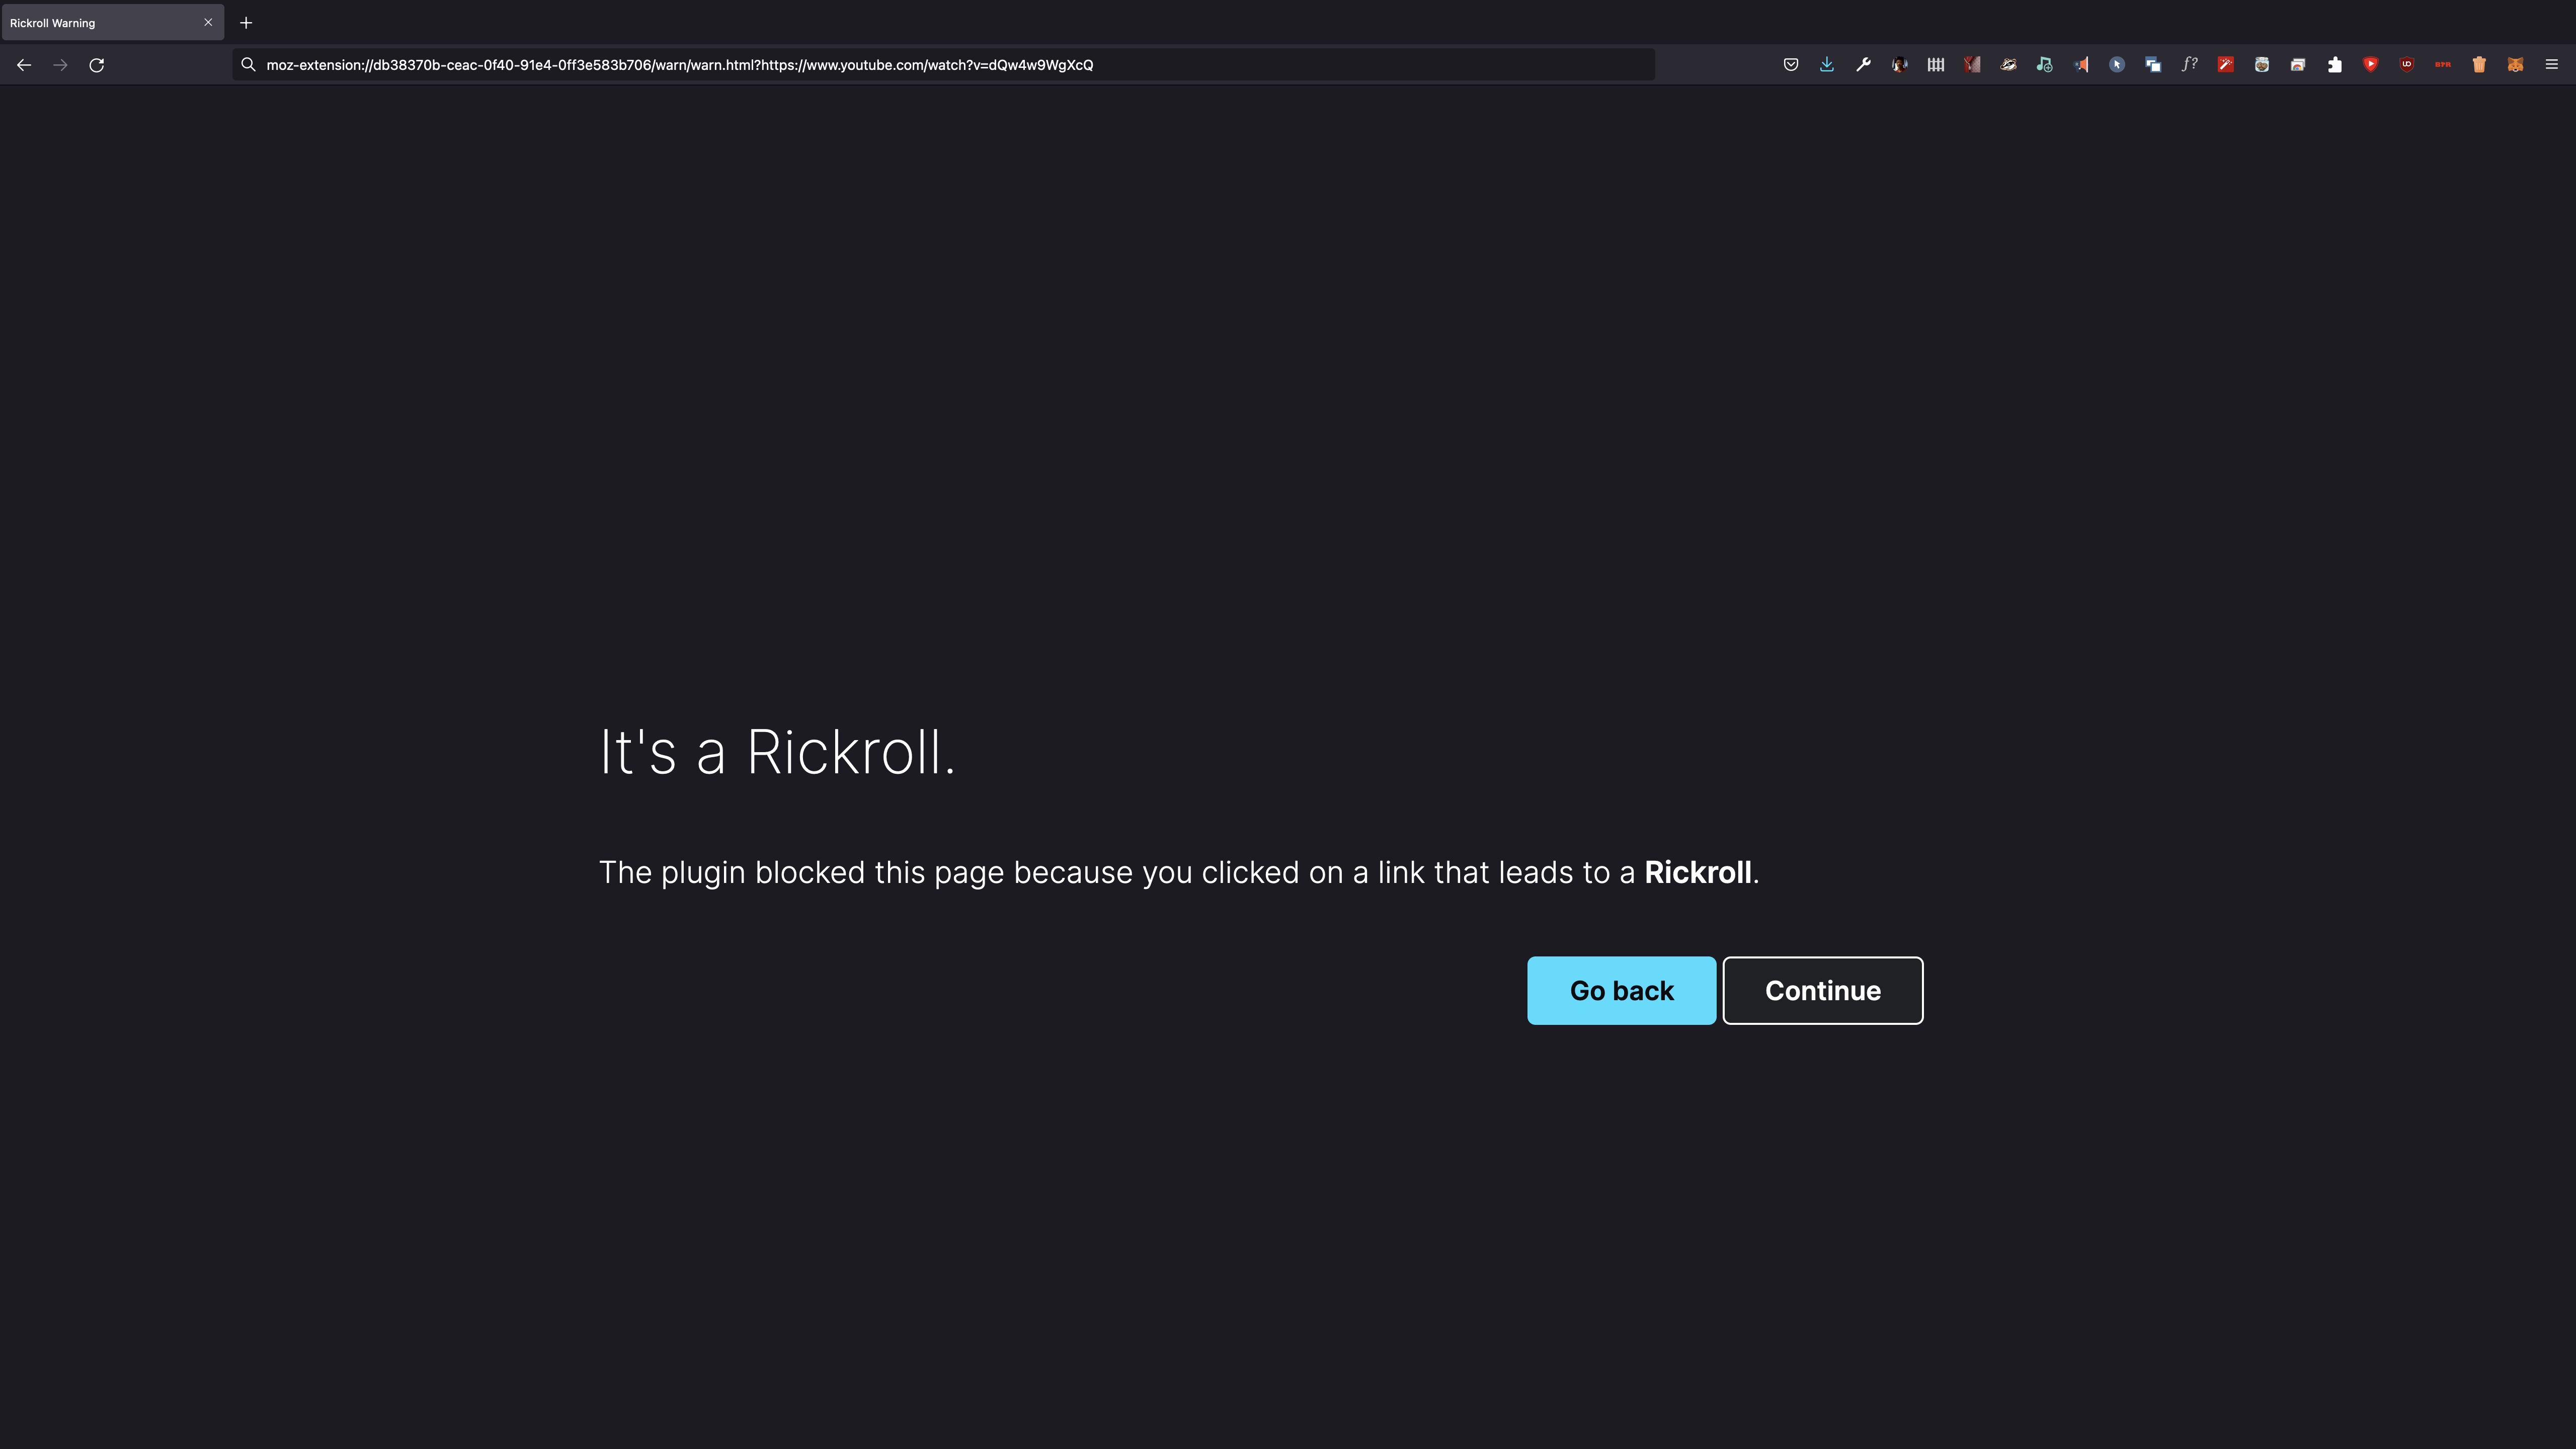 Rickroll Warning
moz-extension://db38370b-ceac-0f40-91e4-0ff3e583b706/warn/warn.html?https://www.youtube.com/watch?v=dQw4w9WgXcQ
f?
UD
It's a Rickroll.
The plugin blocked this page because you clicked on a link that leads to a Rickroll.
Go back
Continue